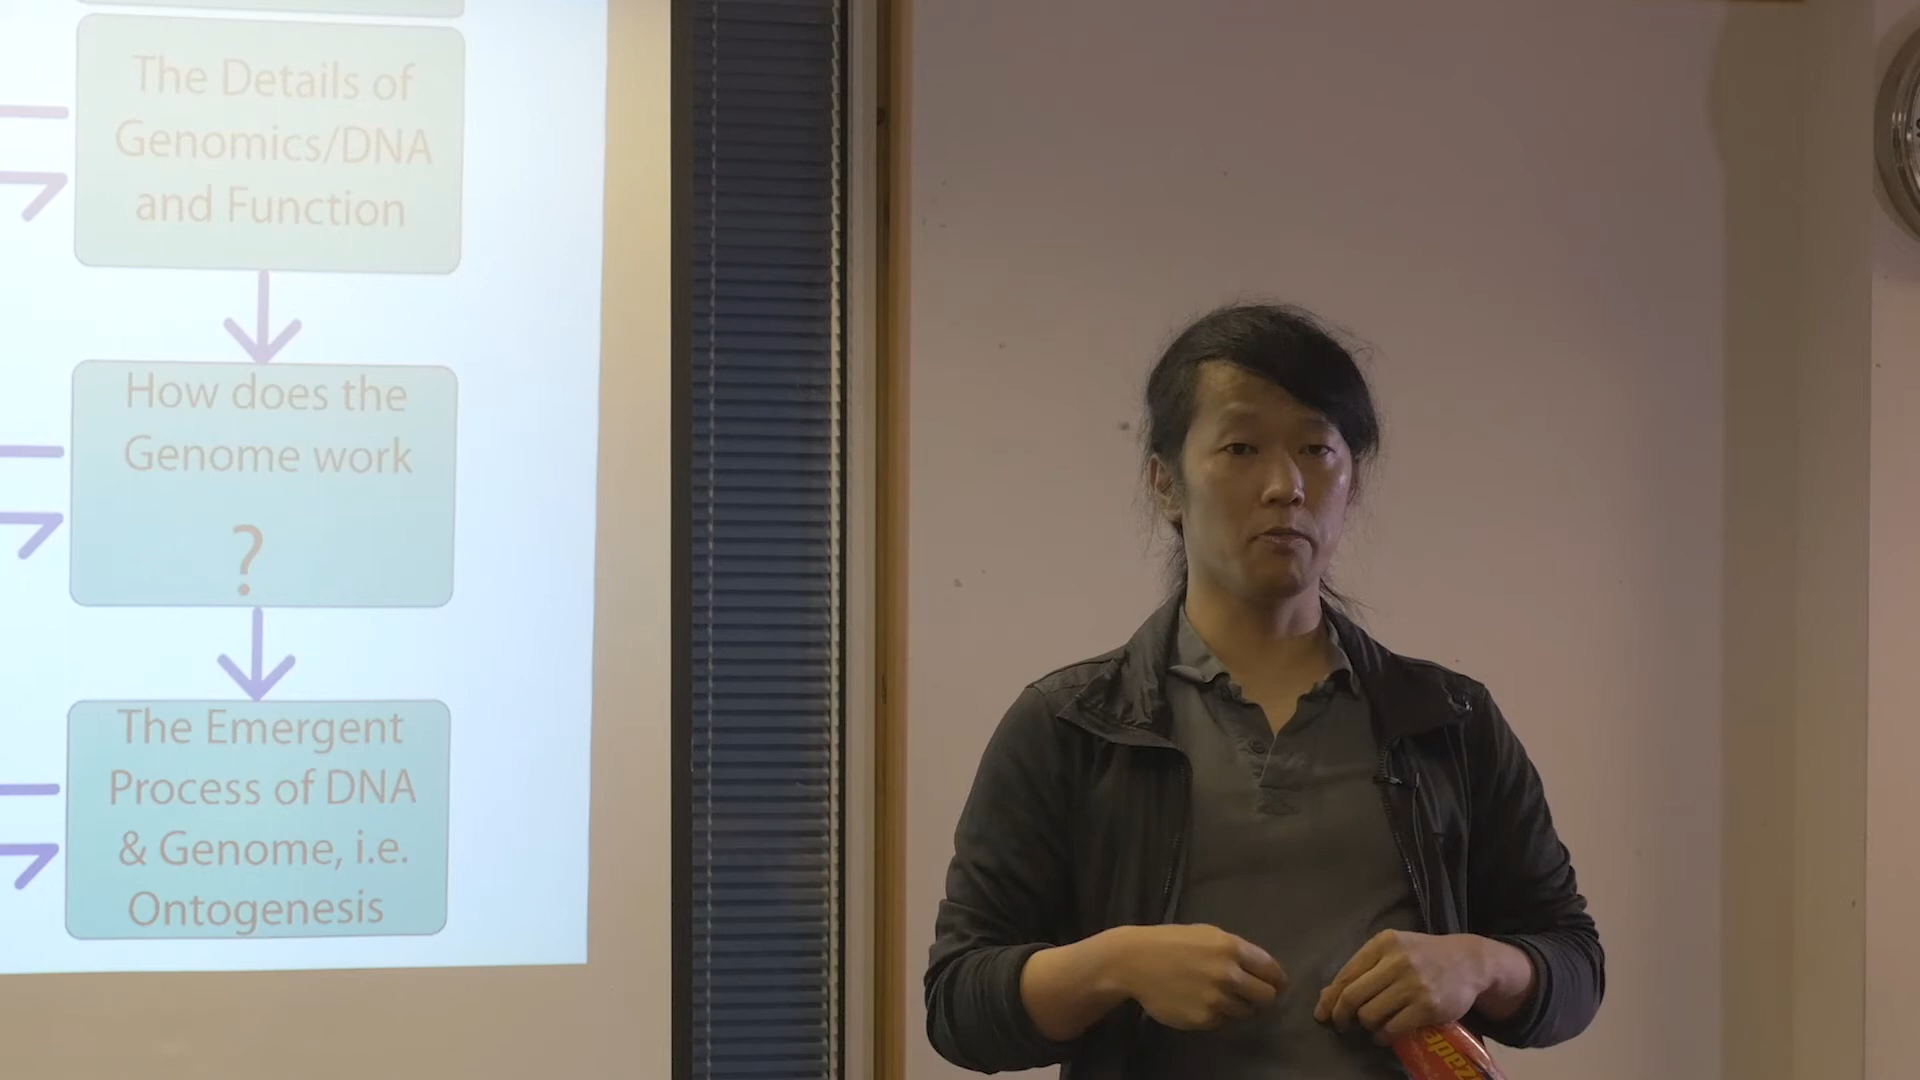 The Details of
Genomics/DNA
and Function
How does the
Genome work
?
The Emergent
Process of DNA
& Genome, i.e.
Ontogenesis